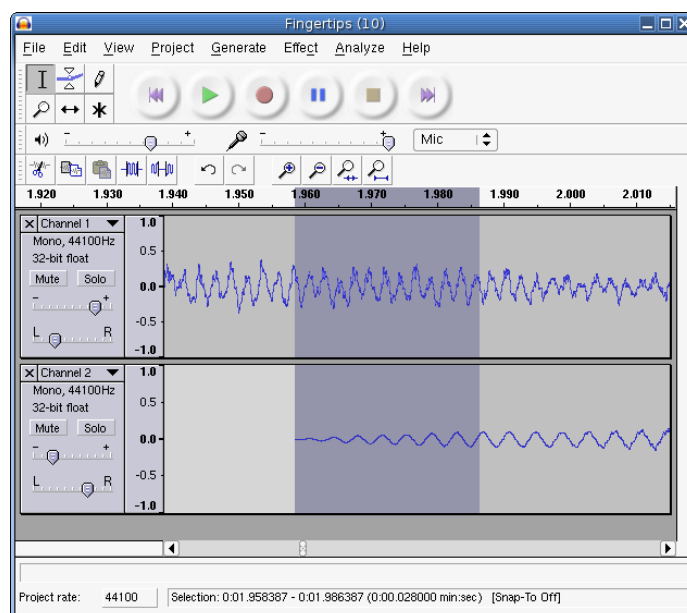 Fingertips (10)
File Edit View Project Generate Effect Analyze Help
- + - + Mic
1.920 1.930 1.940 1.950 1.960 1.970 1.980 1.990 2.000 2.010
X Channel 1
Mono, 44100Hz
32-bit float
Mute Solo
- +
L R
1.0
0.5
0.0
-0.5
-1.0
X Channel 2
Mono, 44100Hz
32-bit float
Mute Solo
- +
L R
1.0
0.5
0.0
-0.5
-1.0
Project rate: 44100 Selection: 0:01.958387 - 0:01.986387 (0:00.028000 min:sec) [Snap-To Off]